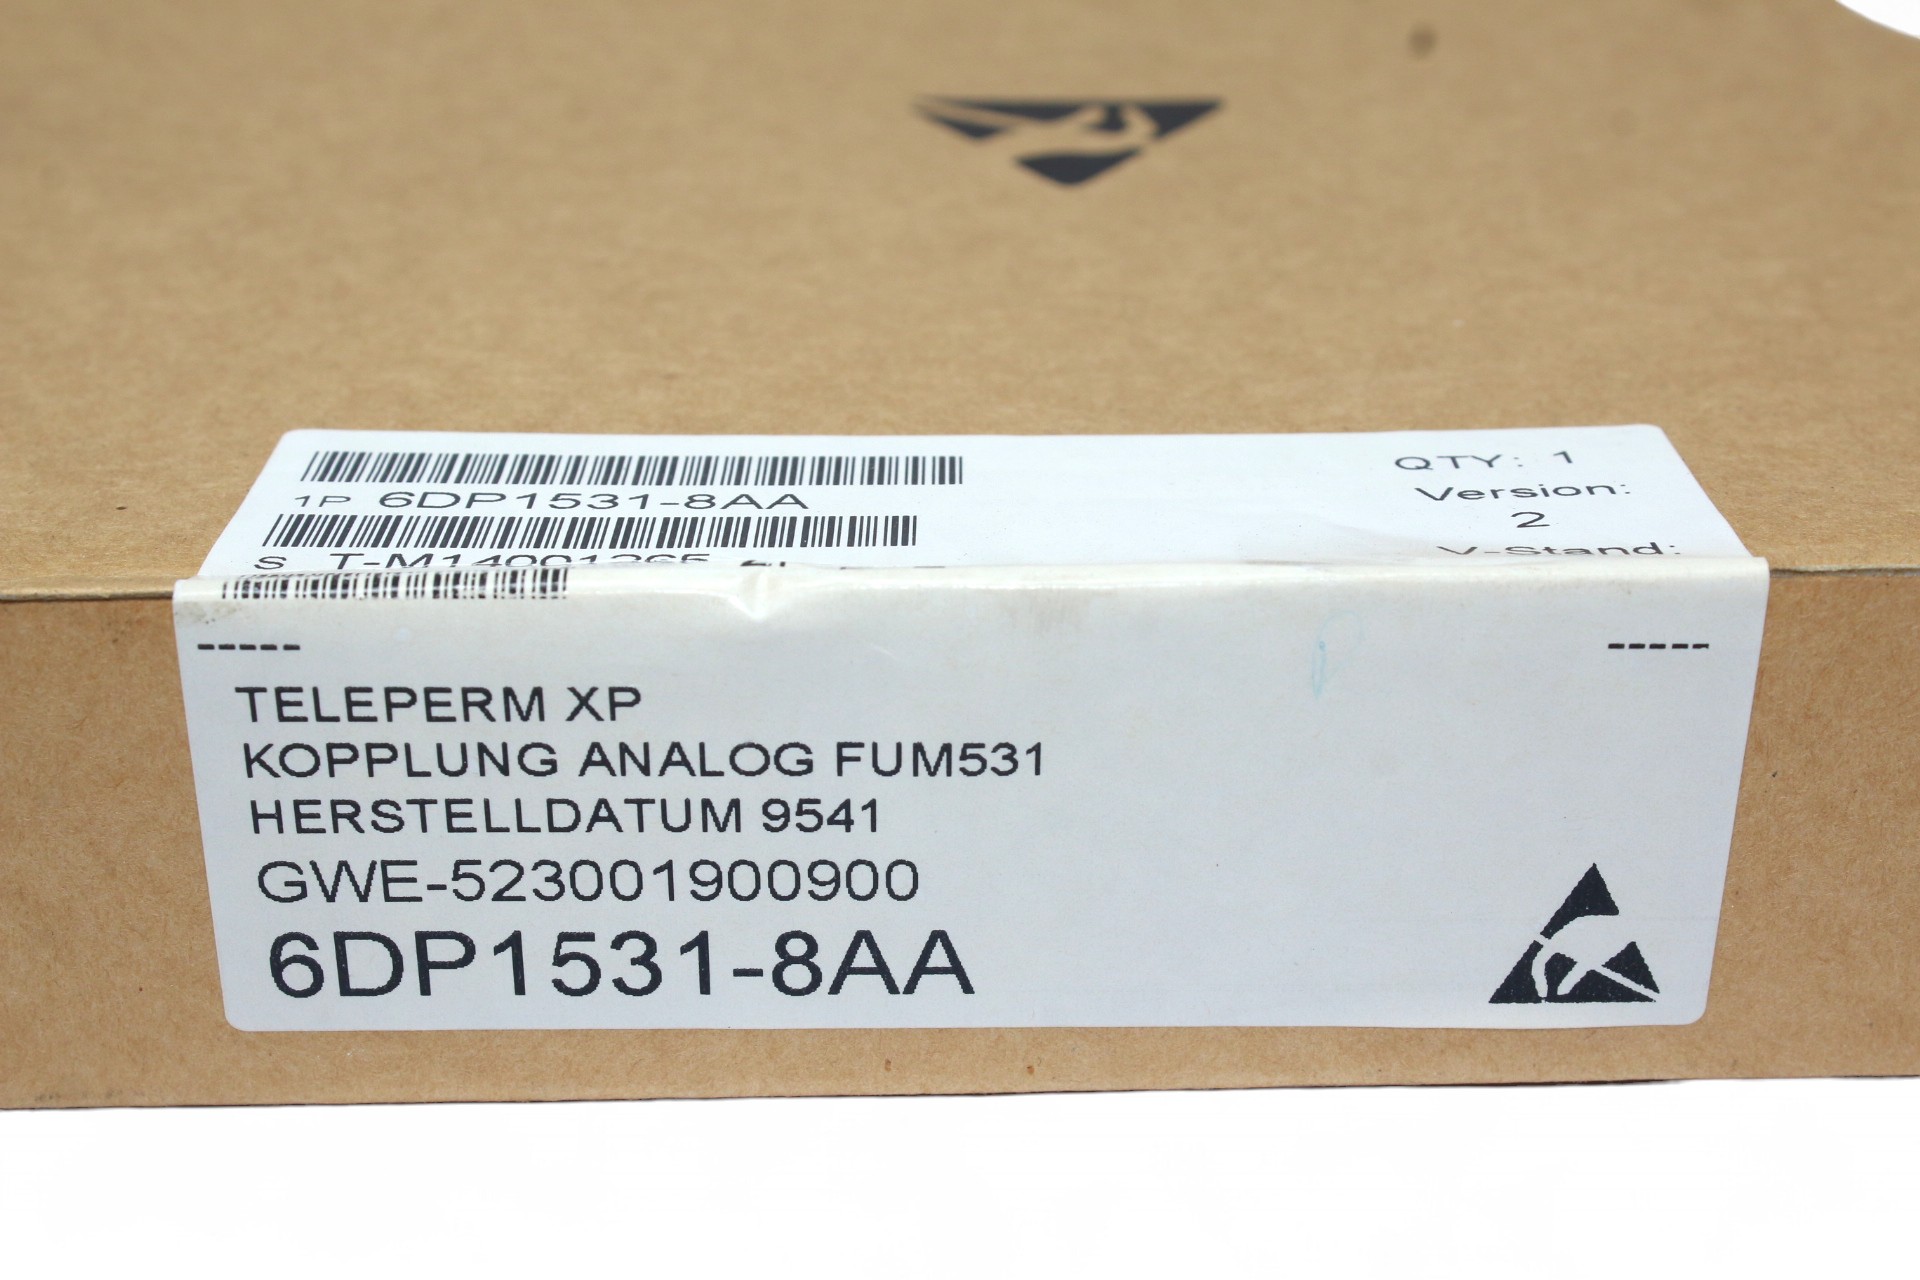 1P 6DP1531-8AA
QTY: 1
Version:
2
S T-M14001265
V-Stand:
-----
-----
TELEPERM XP
KOPPLUNG ANALOG FUM531
HERSTELLDATUM 9541
GWE-523001900900
6DP1531-8AA